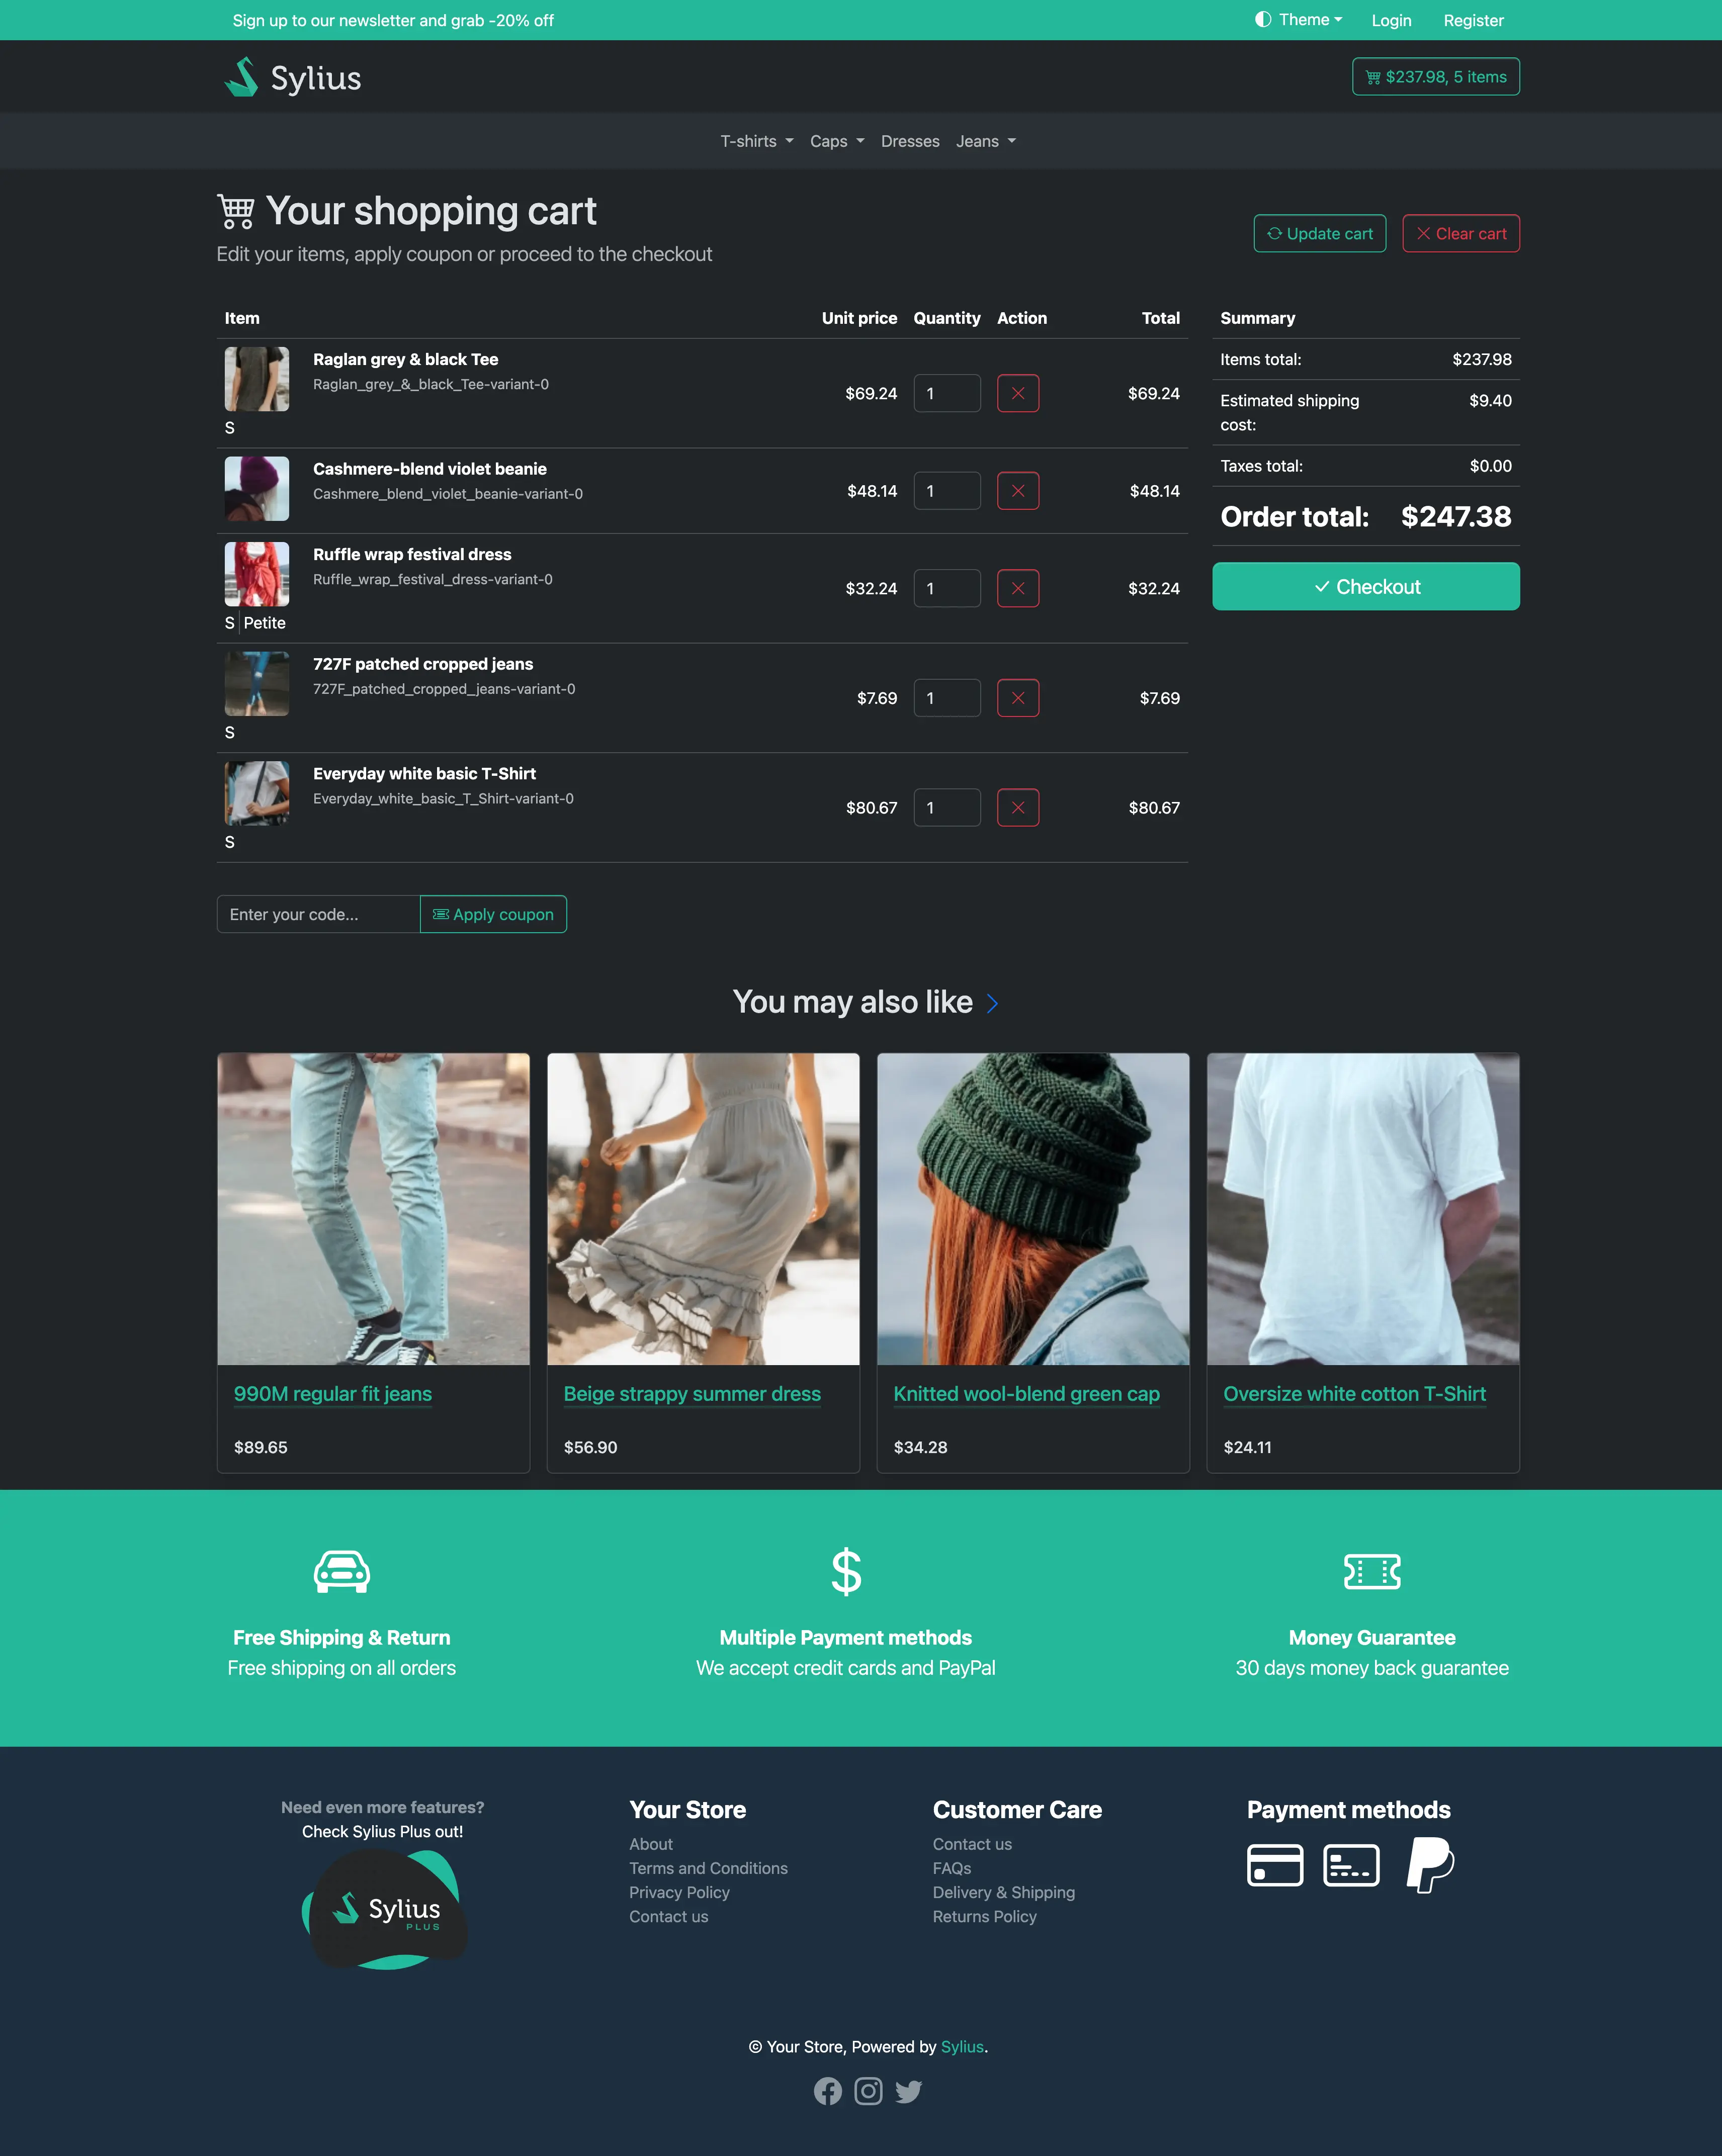 Sign up to our newsletter and grab -20% off
Theme
Login
Register
Sylius
$237.98, 5 items
T-shirts
Caps
Dresses
Jeans
Your shopping cart
Edit your items, apply coupon or proceed to the checkout
Update cart
Clear cart
Item Unit price Quantity Action Total
Raglan grey & black Tee
Raglan_grey_&_black_Tee-variant-0
$69.24 1 $69.24
S
Cashmere-blend violet beanie
Cashmere_blend_violet_beanie-variant-0
$48.14 1 $48.14
Ruffle wrap festival dress
Ruffle_wrap_festival_dress-variant-0
$32.24 1 $32.24
S Petite
727F patched cropped jeans
727F_patched_cropped_jeans-variant-0
$7.69 1 $7.69
S
Everyday white basic T-Shirt
Everyday_white_basic_T_Shirt-variant-0
$80.67 1 $80.67
S
Summary
Items total: $237.98
Estimated shipping $9.40
cost:
Taxes total: $0.00
Order total: $247.38
Checkout
Enter your code...
Apply coupon
You may also like
990M regular fit jeans
$89.65
Beige strappy summer dress
$56.90
Knitted wool-blend green cap
$34.28
Oversize white cotton T-Shirt
$24.11
Free Shipping & Return
Free shipping on all orders
Multiple Payment methods
We accept credit cards and PayPal
Money Guarantee
30 days money back guarantee
Need even more features?
Check Sylius Plus out!
Sylius
PLUS
Your Store
About
Terms and Conditions
Privacy Policy
Contact us
Customer Care
Contact us
FAQs
Delivery & Shipping
Returns Policy
Payment methods
© Your Store, Powered by Sylius.